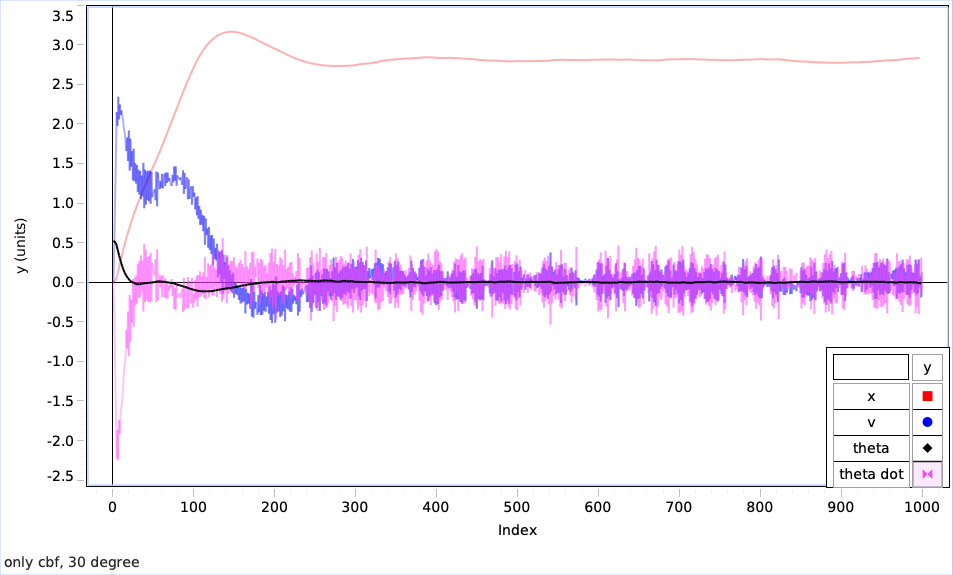 3.5
3.0
2.5
2.0
1.5
1.0
0.5
0.0
-0.5
-1.0
-1.5
-2.0
-2.5
y (units)
0 100 200 300 400 500 600 700 800 900 1000
Index
y
x
v
theta
theta dot
only cbf, 30 degree